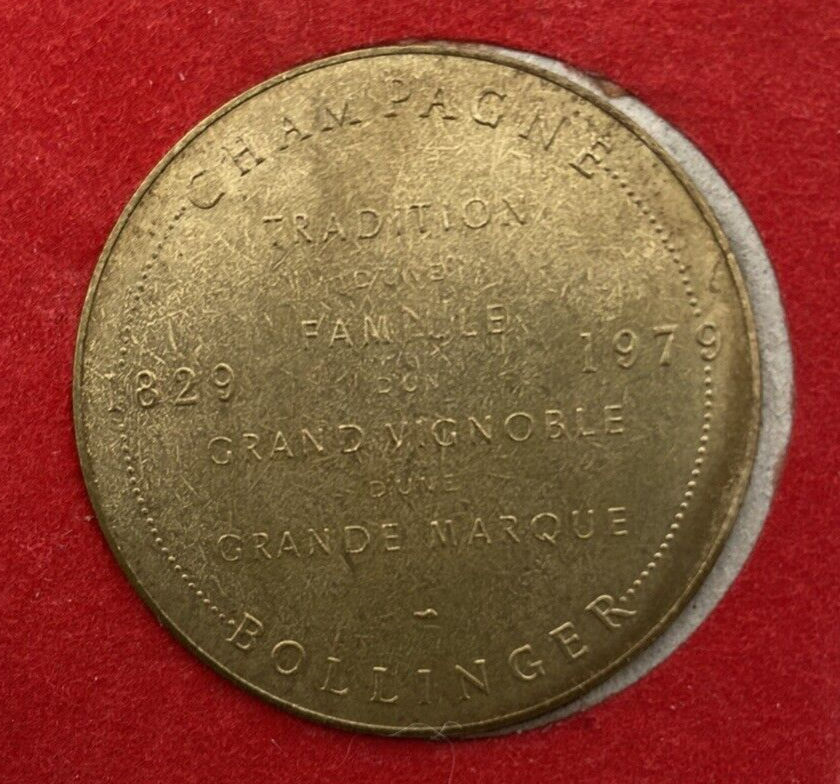 CHAMPAGNE
TRADITION
D'UNE
FAMILLE
1829 1979
D'UN
GRAND VIGNOBLE
D'UNE
GRANDE MARQUE
BOLLINGER